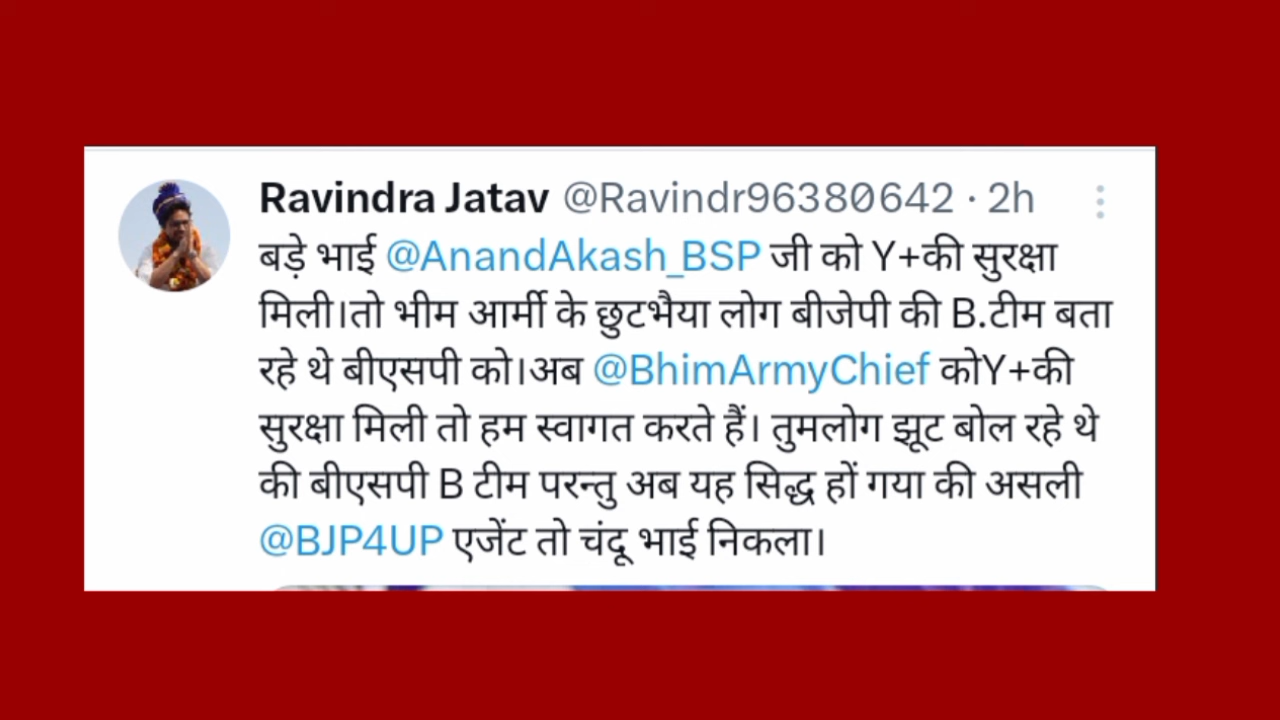 Ravindra Jatav @Ravindr96380642 · 2h
बड़े भाई @AnandAkash_BSP जी को Y+की सुरक्षा
मिली।तो भीम आर्मी के छुटभैया लोग बीजेपी की B.टीम बता
रहे थे बीएसपी को।अब @BhimArmyChief कोY+की
सुरक्षा मिली तो हम स्वागत करते हैं। तुमलोग झूट बोल रहे थे
की बीएसपी B टीम परन्तु अब यह सिद्ध हों गया की असली
@BJP4UP एजेंट तो चंदू भाई निकला।